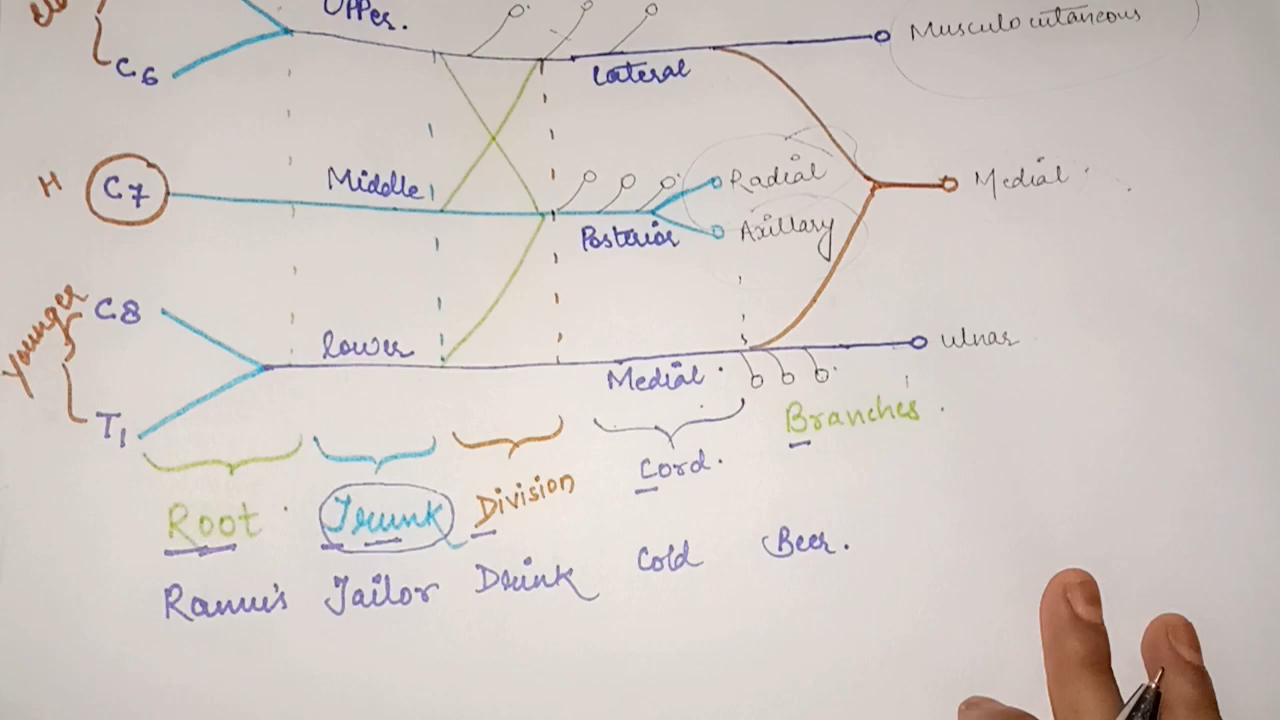 Upper.
C6
lateral
Musculocutaneous
H
C7
Middle
Radial
Medial
Posterior
Axillary
Younger
C8
lower
Medial.
ulnar
T1
Branches.
Root
Trunk
Division
Cord.
Ramu's Tailor Drink Cold Beer.